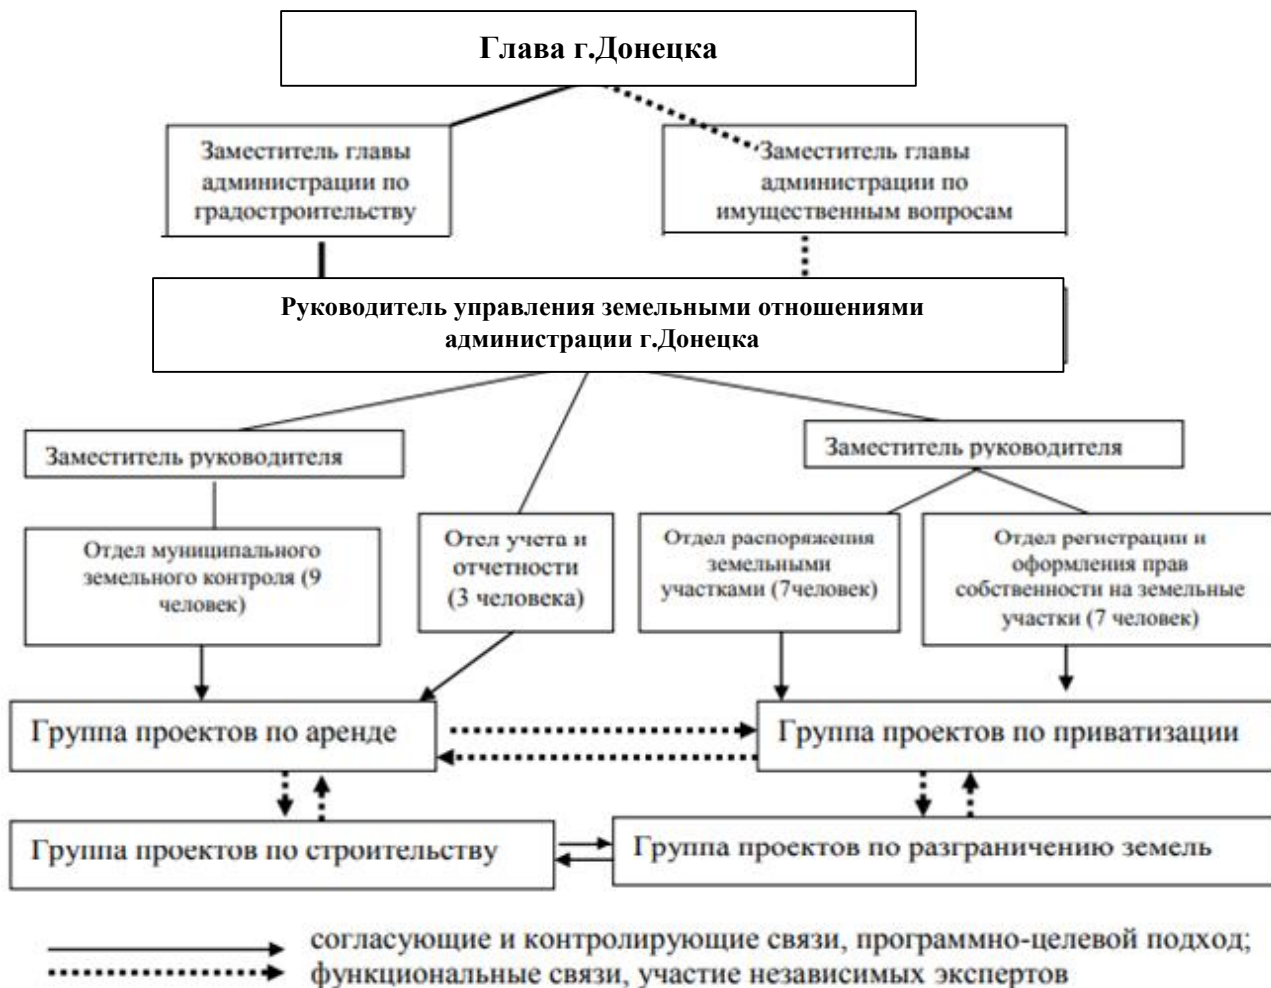 Глава г.Донецка
Заместитель главы
администрации по
градостроительству
Заместитель главы
администрации по
имущественным вопросам
Руководитель управления земельными отношениями
администрации г.Донецка
Заместитель руководителя
Заместитель руководителя
Отдел муниципального
земельного контроля (9
человек)
Отел учета и
отчетности
(3 человека)
Отдел распоряжения
земельными
участками (7человек)
Отдел регистрации и
оформления прав
собственности на земельные
участки (7 человек)
Группа проектов по аренде
Группа проектов по приватизации
Группа проектов по строительству
Группа проектов по разграничению земель
согласующие и контролирующие связи, программно-целевой подход;
функциональные связи, участие независимых экспертов